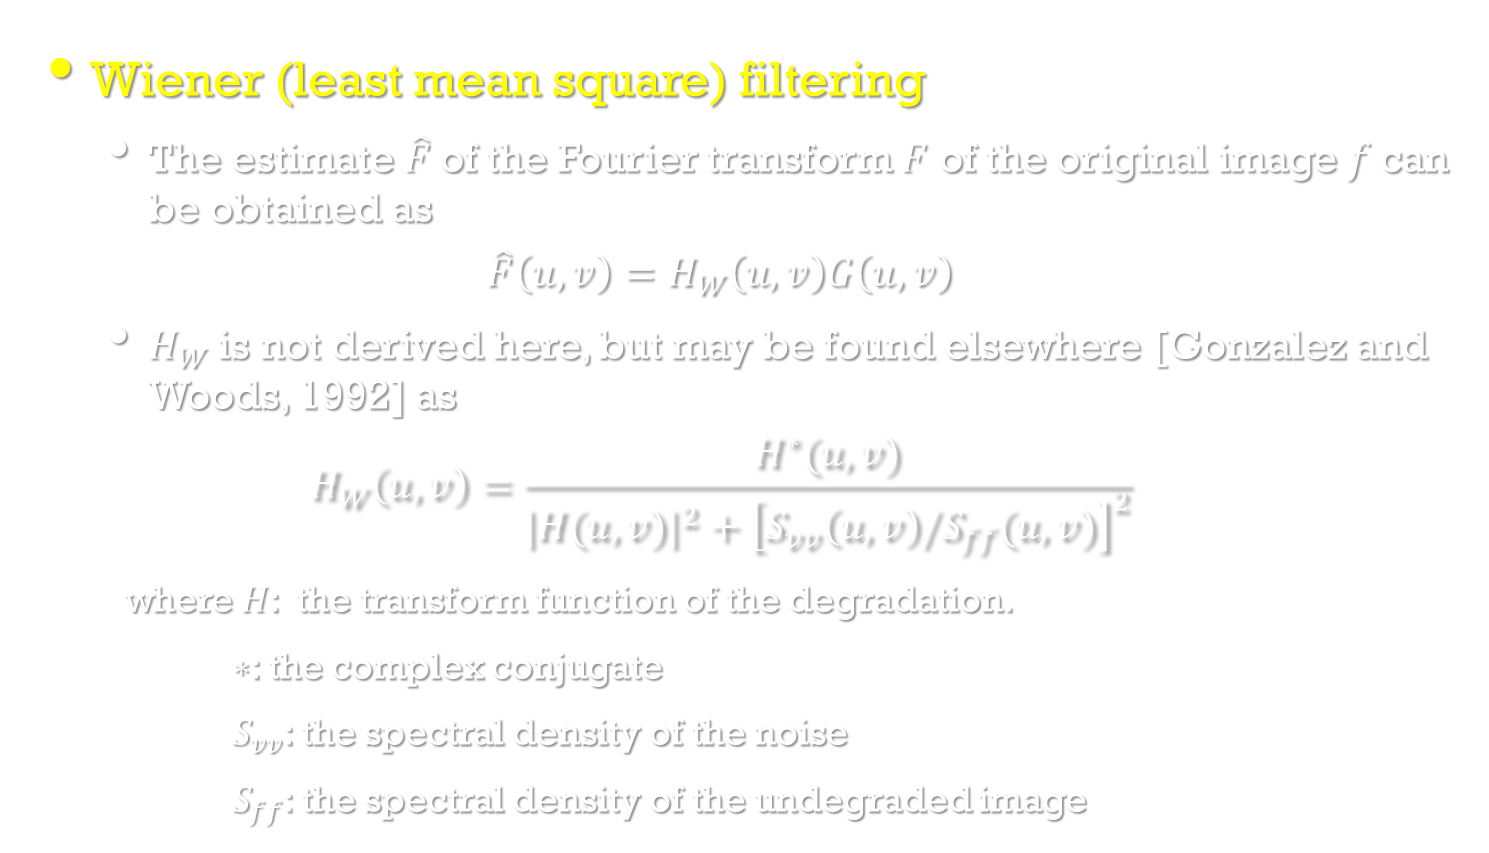 • Wiener (least mean square) filtering
• The estimate F̂ of the Fourier transform F of the original image f can
be obtained as
F̂(u, v) = H_W(u, v)G(u, v)
• H_W is not derived here, but may be found elsewhere [Gonzalez and
Woods, 1992] as
H_W(u, v) = H*(u, v) / (|H(u, v)|² + [S_νν(u, v)/S_ff(u, v)]²)
where H: the transform function of the degradation.
*: the complex conjugate
S_νν: the spectral density of the noise
S_ff: the spectral density of the undegraded image